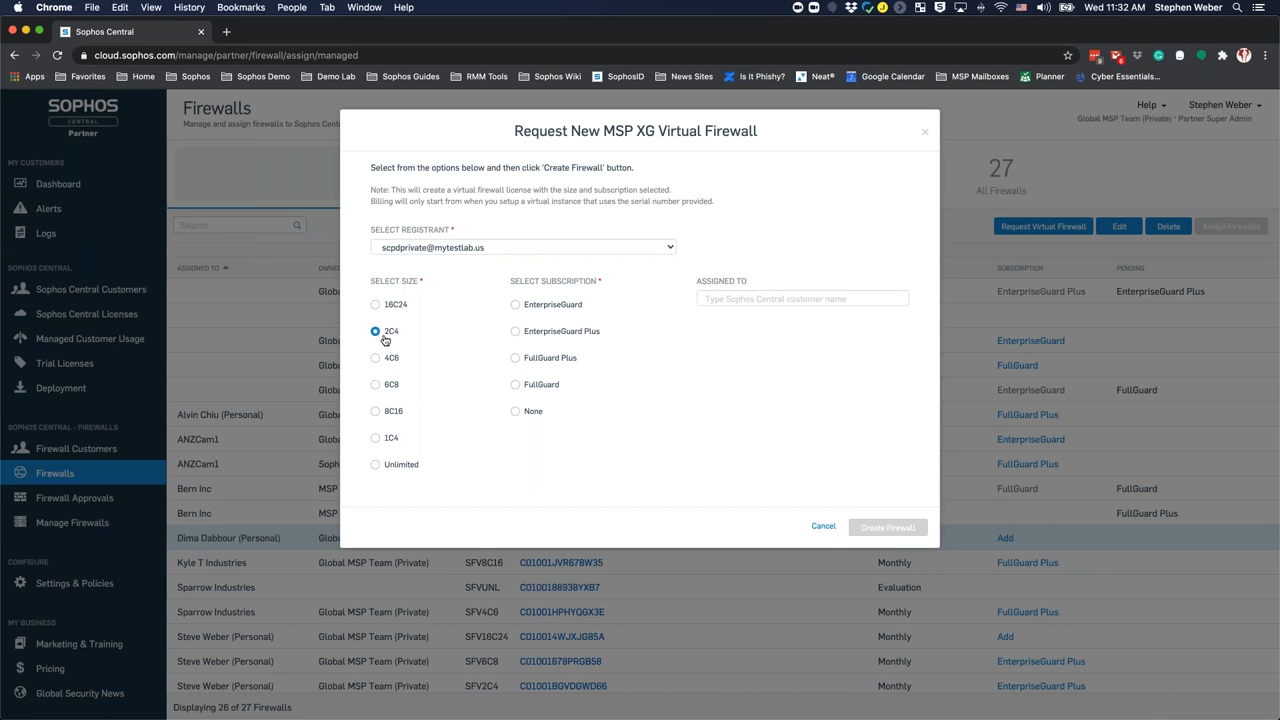 Chrome File Edit View History Bookmarks People Tab Window Help
Wed 11:32 AM Stephen Weber
Sophos Central
cloud.sophos.com/manage/partner/firewall/assign/managed
Apps Favorites Home Sophos Sophos Demo Demo Lab Sophos Guides RMM Tools Sophos Wiki SophosID News Sites Is It Phishy? Neat® Google Calendar MSP Mailboxes Planner Cyber Essentials...
SOPHOS
CENTRAL
Partner
MY CUSTOMERS
Dashboard
Alerts
Logs
SOPHOS CENTRAL
Sophos Central Customers
Sophos Central Licenses
Managed Customer Usage
Trial Licenses
Deployment
SOPHOS CENTRAL - FIREWALLS
Firewall Customers
Firewalls
Firewall Approvals
Manage Firewalls
CONFIGURE
Settings & Policies
MY BUSINESS
Marketing & Training
Pricing
Global Security News
Firewalls
Manage and assign firewalls to Sophos Cent
Help Stephen Weber
Global MSP Team (Private) • Partner Super Admin
27
All Firewalls
Search
Request Virtual Firewall Edit Delete Assign Firewalls
ASSIGNED TO OWNE SUBSCRIPTION PENDING
Globa EnterpriseGuard Plus EnterpriseGuard Plus
Globa EnterpriseGuard
Globa FullGuard
Globa EnterpriseGuard FullGuard
Alvin Chiu (Personal) Globa FullGuard Plus
ANZCam1 Globa EnterpriseGuard
ANZCam1 Soph FullGuard Plus
Bern Inc MSP FullGuard FullGuard
Bern Inc MSP FullGuard Plus
Dima Dabbour (Personal) Globa Add
Kyle T Industries Global MSP Team (Private) SFV8C16 C01001JVR678W35 Monthly FullGuard Plus
Sparrow Industries SFVUNL C0100188938YXB7 Evaluation
Sparrow Industries Global MSP Team (Private) SFV4C6 C01001HPHYQGX3E Monthly FullGuard Plus
Steve Weber (Personal) Global MSP Team (Private) SFV16C24 C010014WJXJG85A Monthly Add
Steve Weber (Personal) Global MSP Team (Private) SFV6C8 C01001678PRGB58 Monthly EnterpriseGuard Plus
Steve Weber (Personal) Global MSP Team (Private) SFV2C4 C01001BGVDGWD66 Monthly EnterpriseGuard Plus
Displaying 26 of 27 Firewalls
Request New MSP XG Virtual Firewall
×
Select from the options below and then click 'Create Firewall' button.
Note: This will create a virtual firewall license with the size and subscription selected.
Billing will only start from when you setup a virtual instance that uses the serial number provided.
SELECT REGISTRANT *
scpdprivate@mytestlab.us
SELECT SIZE * SELECT SUBSCRIPTION * ASSIGNED TO
16C24 EnterpriseGuard Type Sophos Central customer name
2C4 EnterpriseGuard Plus
4C6 FullGuard Plus
6C8 FullGuard
8C16 None
1C4
Unlimited
Cancel Create Firewall